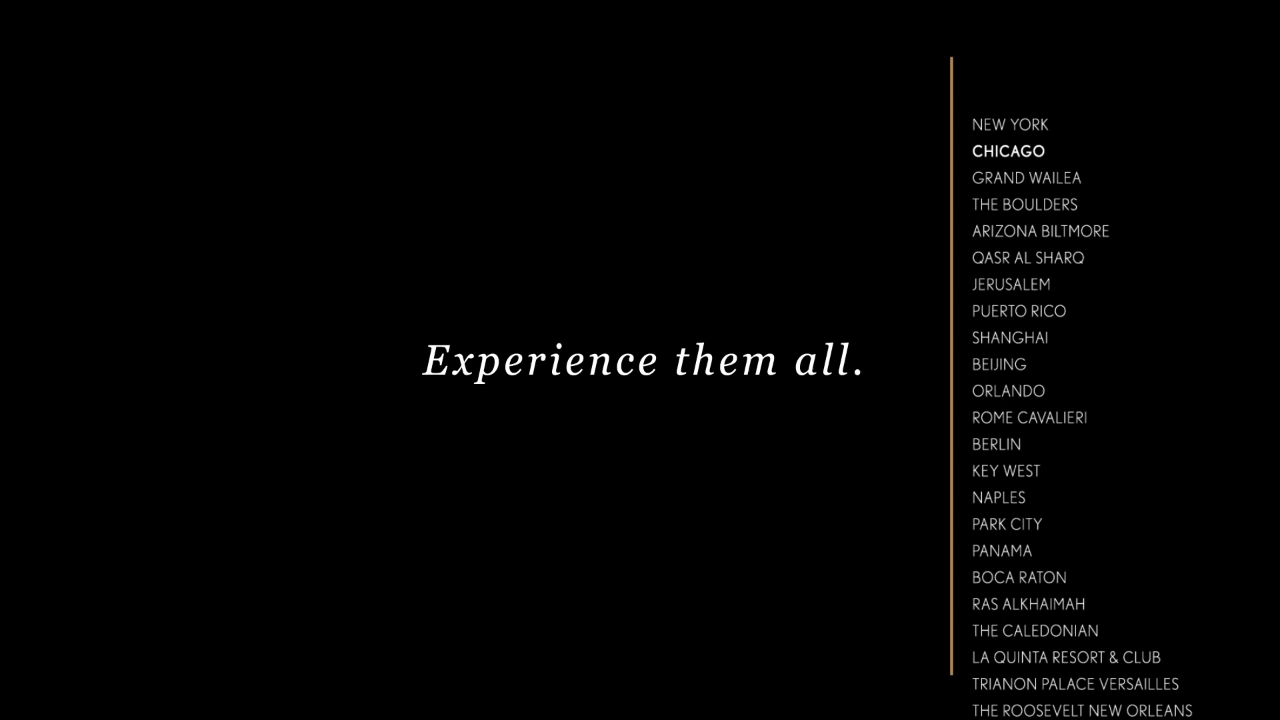 Experience them all.
NEW YORK
CHICAGO
GRAND WAILEA
THE BOULDERS
ARIZONA BILTMORE
QASR AL SHARQ
JERUSALEM
PUERTO RICO
SHANGHAI
BEIJING
ORLANDO
ROME CAVALIERI
BERLIN
KEY WEST
NAPLES
PARK CITY
PANAMA
BOCA RATON
RAS ALKHAIMAH
THE CALEDONIAN
LA QUINTA RESORT & CLUB
TRIANON PALACE VERSAILLES
THE ROOSEVELT NEW ORLEANS